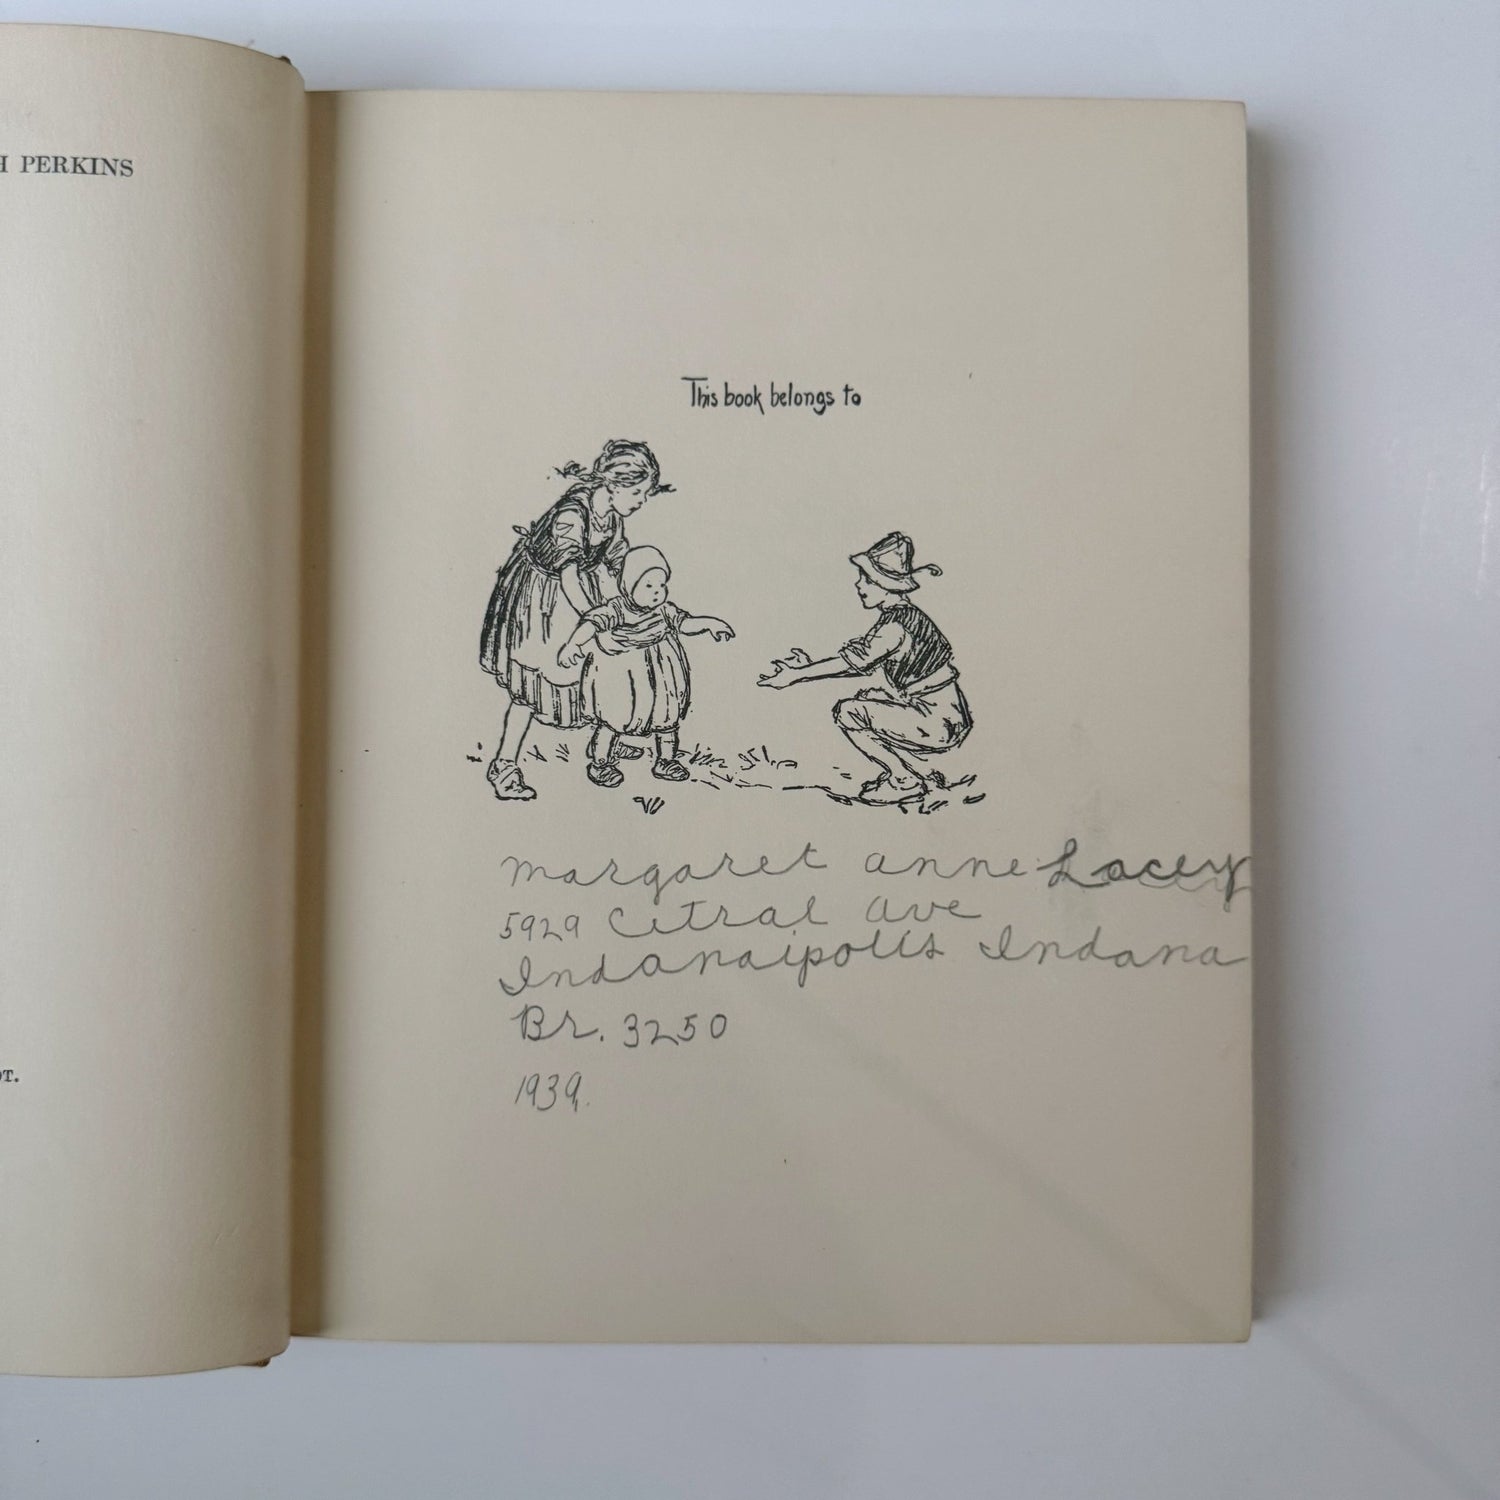 H PERKINS
OT.
This book belongs to
Margaret Anne Lacey
5929 Citral Ave
Indanaipolis Indana
Br. 3250
1939.